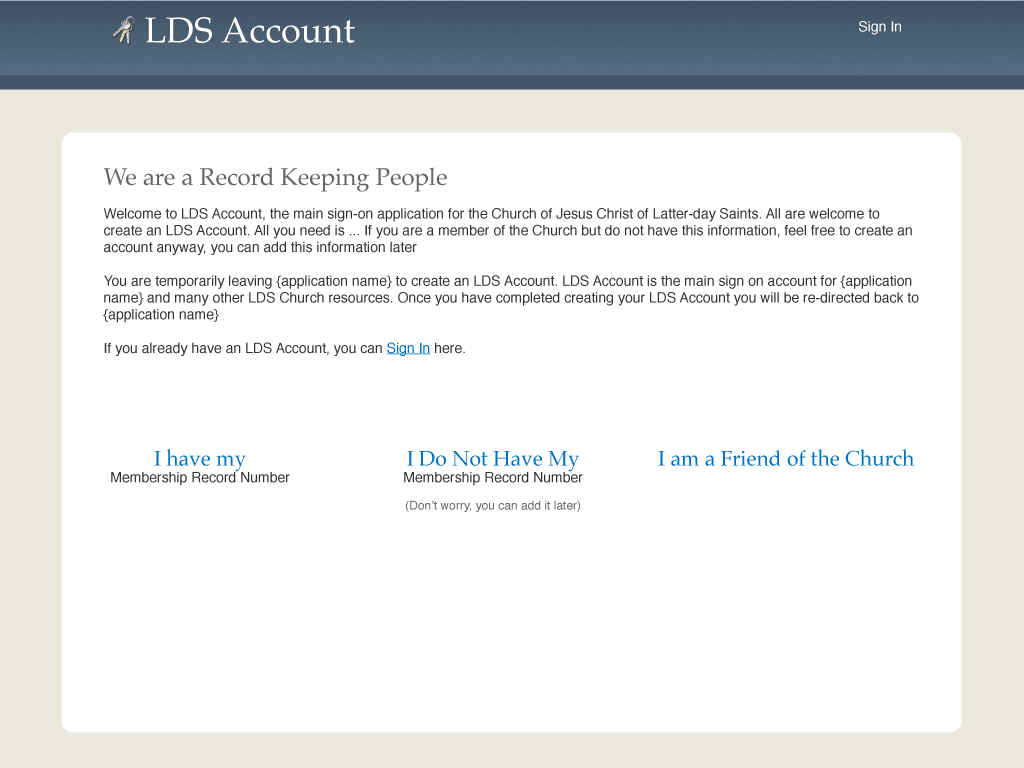 LDS Account
Sign In
We are a Record Keeping People
Welcome to LDS Account, the main sign-on application for the Church of Jesus Christ of Latter-day Saints. All are welcome to
create an LDS Account. All you need is ... If you are a member of the Church but do not have this information, feel free to create an
account anyway, you can add this information later
You are temporarily leaving {application name} to create an LDS Account. LDS Account is the main sign on account for {application
name} and many other LDS Church resources. Once you have completed creating your LDS Account you will be re-directed back to
{application name}
If you already have an LDS Account, you can Sign In here.
I have my
Membership Record Number
I Do Not Have My
Membership Record Number
(Don't worry, you can add it later)
I am a Friend of the Church